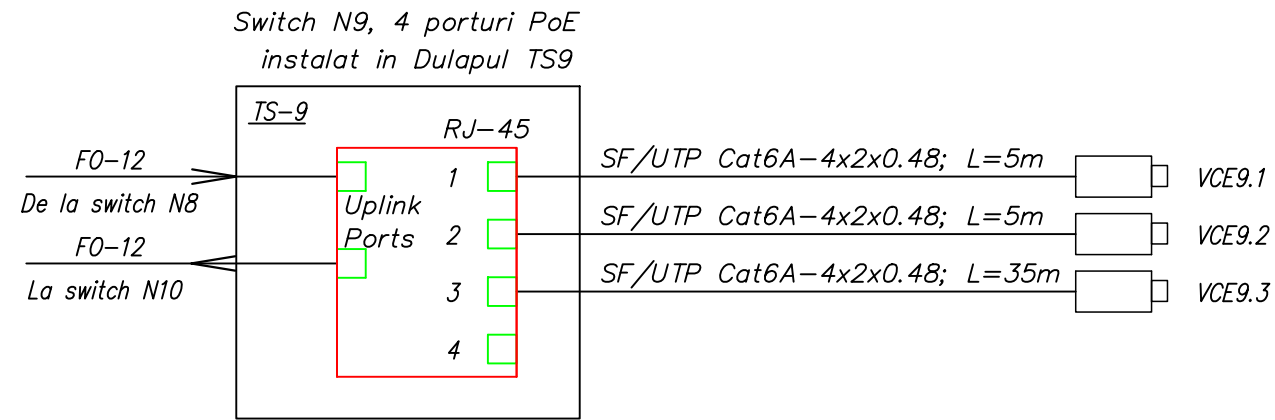 Switch N9, 4 porturi PoE
instalat in Dulapul TS9
TS-9
RJ-45
FO-12
De la switch N8
FO-12
La switch N10
Uplink
Ports
1
2
3
4
SF/UTP Cat6A-4x2x0.48; L=5m
VCE9.1
SF/UTP Cat6A-4x2x0.48; L=5m
VCE9.2
SF/UTP Cat6A-4x2x0.48; L=35m
VCE9.3